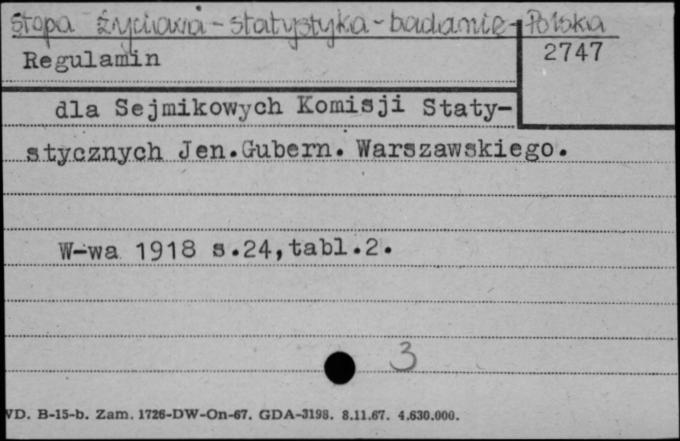 stopa życiowa - statystyka - badanie - Polska
Regulamin
2747
dla Sejmikowych Komisji Staty-
stycznych Jen.Gubern. Warszawskiego.
W-wa 1918 s.24,tabl.2.
3
VD. B-15-b. Zam. 1726-DW-On-67. GDA-3198. 8.11.67. 4.630.000.